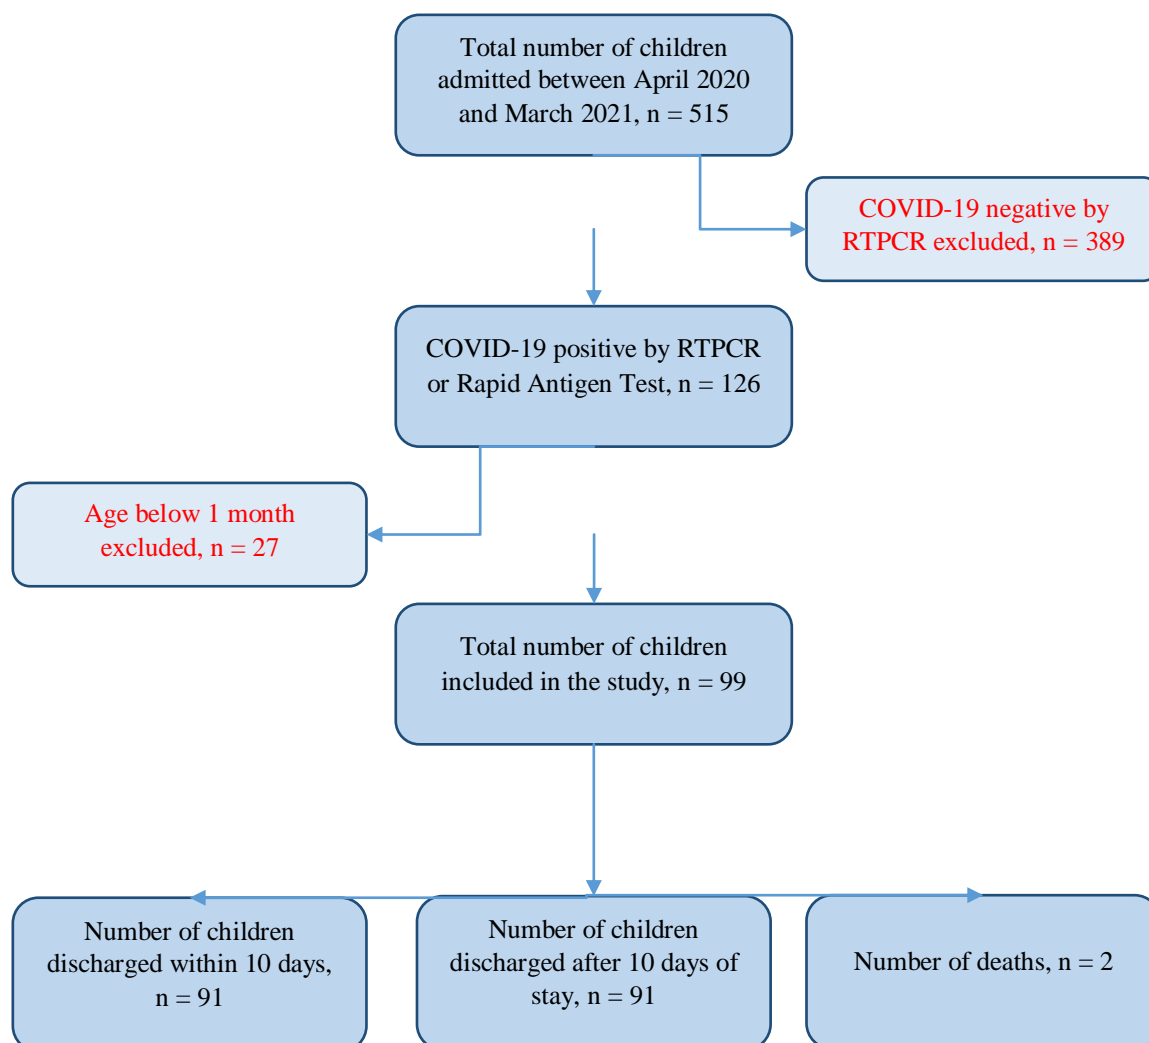 Total number of children
admitted between April 2020
and March 2021, n = 515
COVID-19 negative by
RTPCR excluded, n = 389
COVID-19 positive by RTPCR
or Rapid Antigen Test, n = 126
Age below 1 month
excluded, n = 27
Total number of children
included in the study, n = 99
Number of children
discharged within 10 days,
n = 91
Number of children
discharged after 10 days of
stay, n = 91
Number of deaths, n = 2